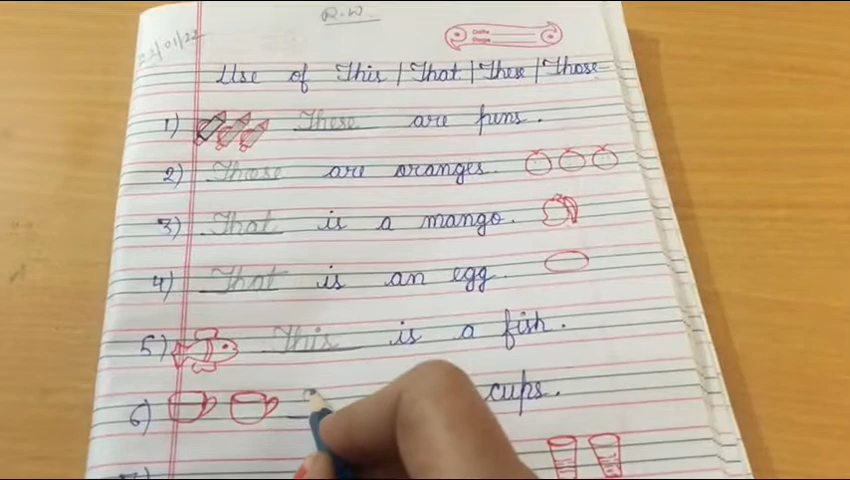 R.W.
Date
Page
Use of This | That | These | Those
1) These are pens.
2) Those are oranges.
3) That is a mango.
4) That is an egg.
5) This is a fish.
6) cups.